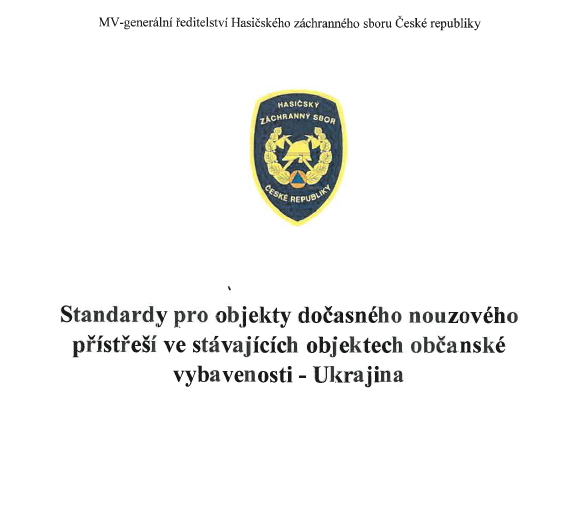 MV-generální ředitelství Hasičského záchranného sboru České republiky
HASIČSKÝ
ZÁCHRANNÝ SBOR
ČESKÉ REPUBLIKY
Standardy pro objekty dočasného nouzového
přístřeší ve stávajících objektech občanské
vybavenosti - Ukrajina